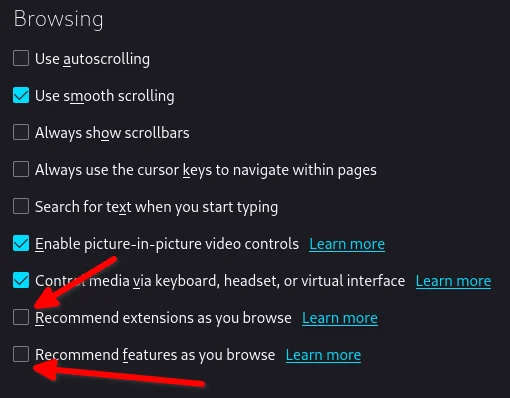 Browsing
Use autoscrolling
Use smooth scrolling
Always show scrollbars
Always use the cursor keys to navigate within pages
Search for text when you start typing
Enable picture-in-picture video controls Learn more
Control media via keyboard, headset, or virtual interface Learn more
Recommend extensions as you browse Learn more
Recommend features as you browse Learn more